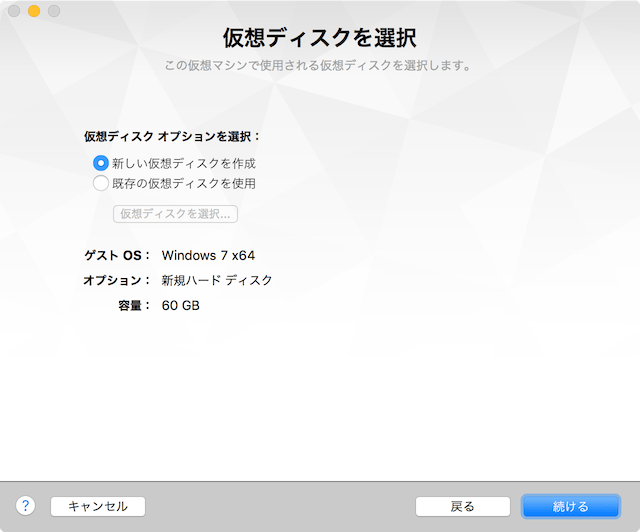 仮想ディスクを選択
この仮想マシンで使用される仮想ディスクを選択します。
仮想ディスク オプションを選択：
新しい仮想ディスクを作成
既存の仮想ディスクを使用
仮想ディスクを選択...
ゲスト OS： Windows 7 x64
オプション： 新規ハード ディスク
容量： 60 GB
? キャンセル 戻る 続ける